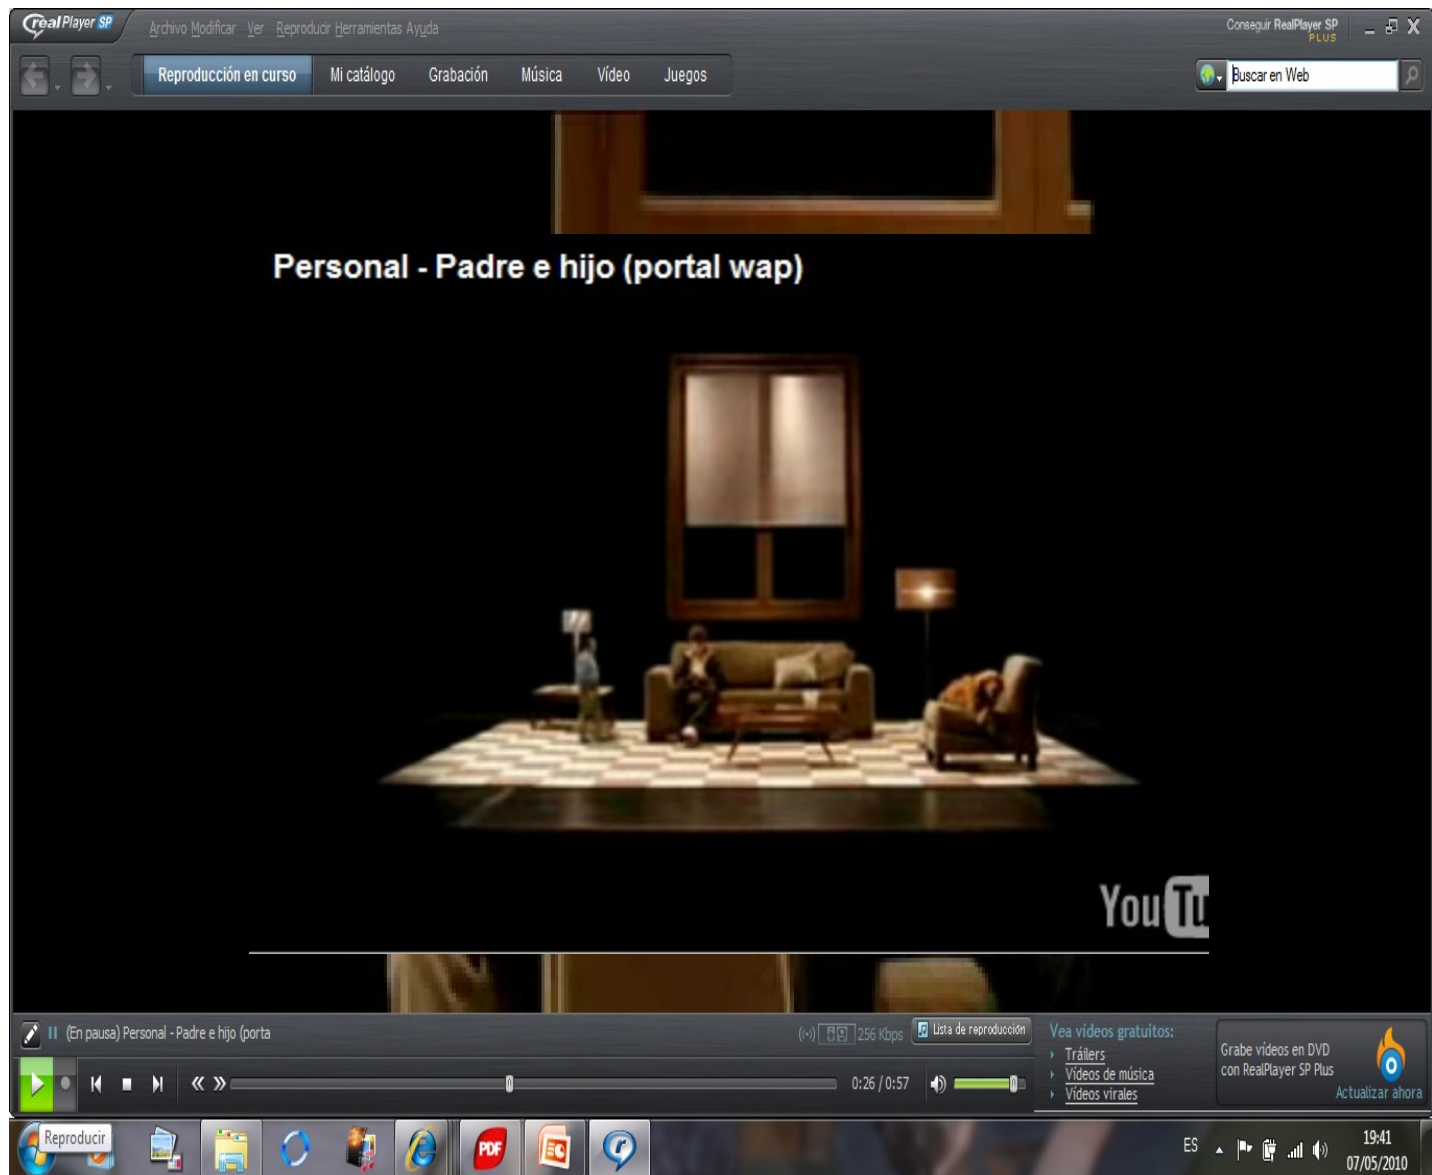 real Player SP
Archivo Modificar Ver Reproducir Herramientas Ayuda
Conseguir RealPlayer SP
PLUS
Reproducción en curso Mi catálogo Grabación Música Vídeo Juegos
Buscar en Web
Personal - Padre e hijo (portal wap)
YouTu
(En pausa) Personal - Padre e hijo (porta
256 Kbps
Lista de reproducción
Vea vídeos gratuitos:
Tráilers
Vídeos de música
Vídeos virales
Grabe vídeos en DVD
con RealPlayer SP Plus
Actualizar ahora
0:26 / 0:57
Reproducir
PDF
ES
19:41
07/05/2010